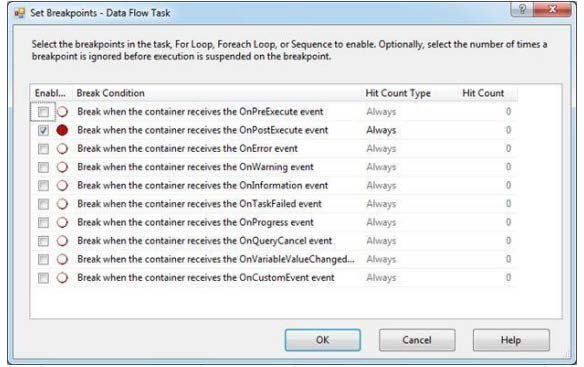 Set Breakpoints - Data Flow Task
Select the breakpoints in the task, For Loop, Foreach Loop, or Sequence to enable. Optionally, select the number of times a
breakpoint is ignored before execution is suspended on the breakpoint.
Enabl... Break Condition Hit Count Type Hit Count
Break when the container receives the OnPreExecute event Always 0
Break when the container receives the OnPostExecute event Always 0
Break when the container receives the OnError event Always 0
Break when the container receives the OnWarning event Always 0
Break when the container receives the OnInformation event Always 0
Break when the container receives the OnTaskFailed event Always 0
Break when the container receives the OnProgress event Always 0
Break when the container receives the OnQueryCancel event Always 0
Break when the container receives the OnVariableValueChanged... Always 0
Break when the container receives the OnCustomEvent event Always 0
OK Cancel Help